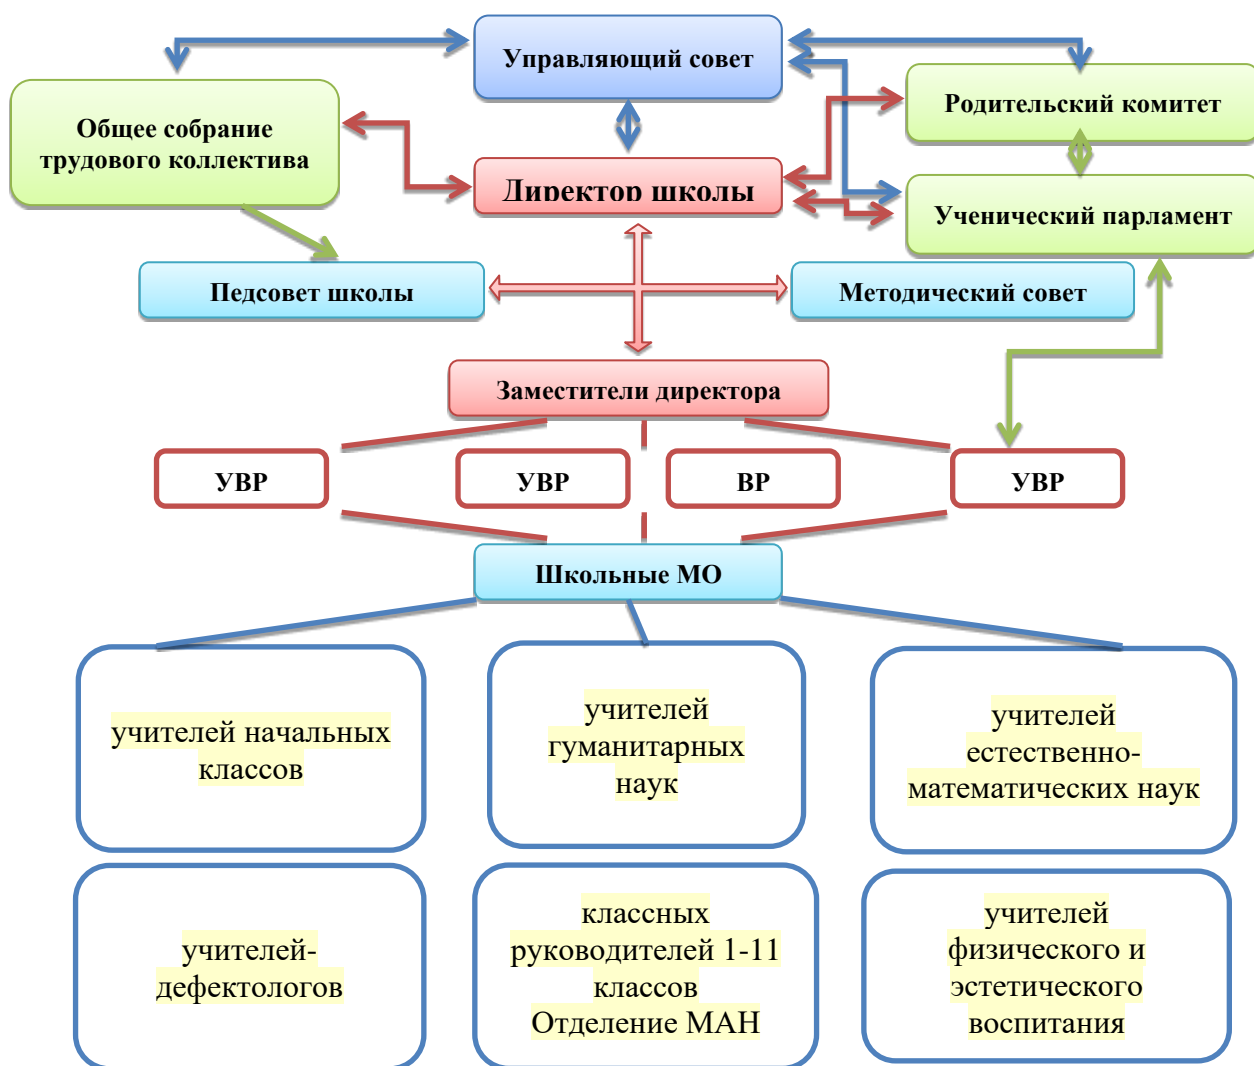 Управляющий совет
Общее собрание
трудового коллектива
Родительский комитет
Директор школы
Ученический парламент
Педсовет школы
Методический совет
Заместители директора
УВР
УВР
ВР
УВР
Школьные МО
учителей начальных
классов
учителей
гуманитарных
наук
учителей
естественно-
математических наук
учителей-
дефектологов
классных
руководителей 1-11
классов
Отделение МАН
учителей
физического и
эстетического
воспитания